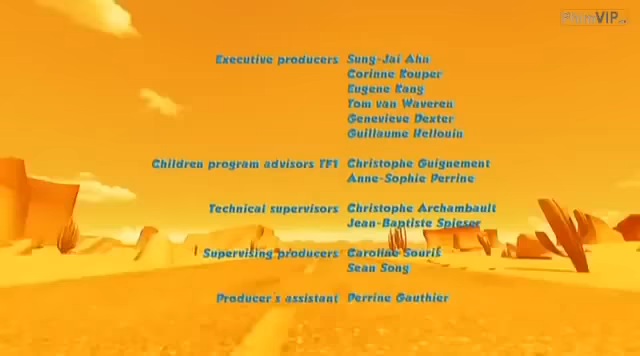 PhimVIP
Executive producers Sung-Jai Ahn
Corinne Kouper
Eugene Kang
Tom van Waveren
Genevieve Dexter
Guillaume Hellouin
Children program advisors TF1 Christophe Guignement
Anne-Sophie Perrine
Technical supervisors Christophe Archambault
Jean-Baptiste Spieser
Supervising producers Caroline Souris
Sean Song
Producer's assistant Perrine Gauthier